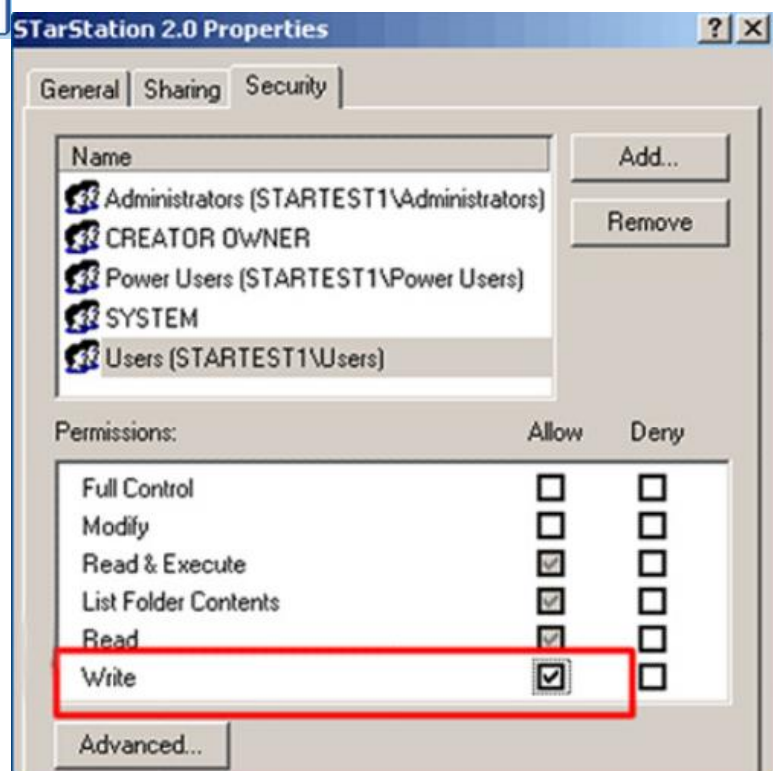 STarStation 2.0 Properties
General Sharing Security
Name
Add...
Administrators (STARTEST1\Administrators)
Remove
CREATOR OWNER
Power Users (STARTEST1\Power Users)
SYSTEM
Users (STARTEST1\Users)
Permissions: Allow Deny
Full Control
Modify
Read & Execute
List Folder Contents
Read
Write
Advanced...